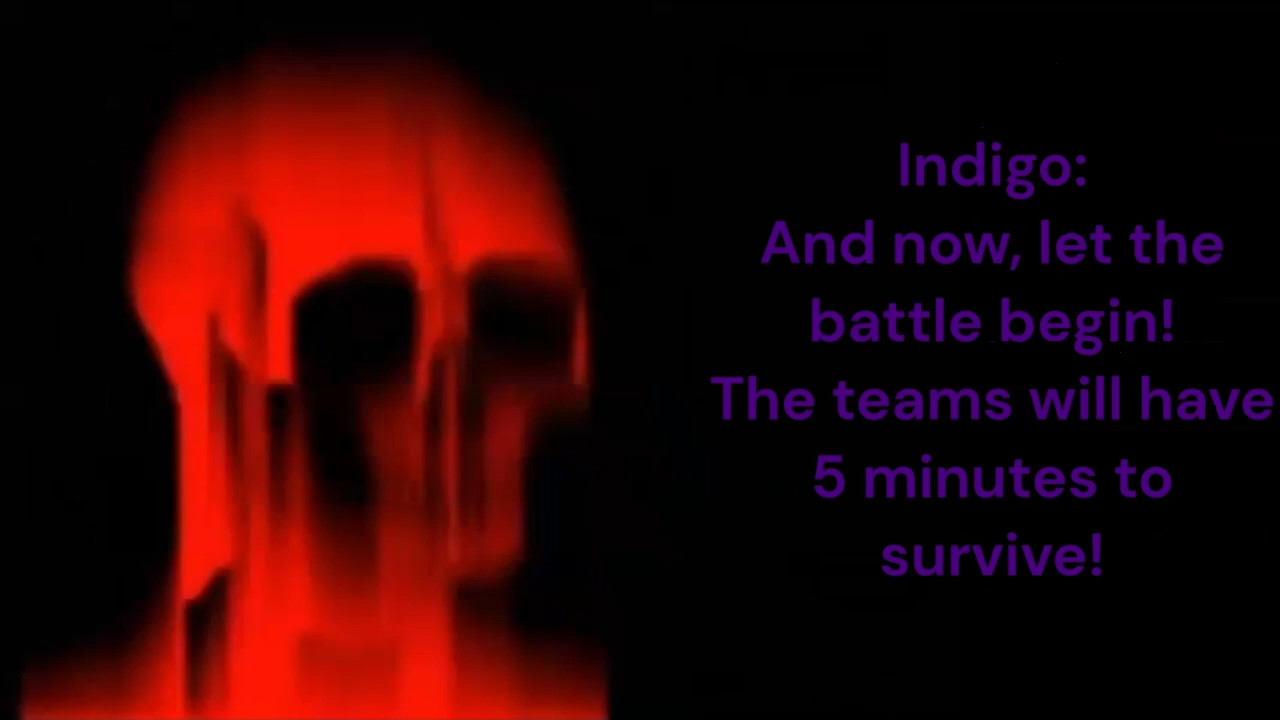 Indigo:
And now, let the
battle begin!
The teams will have
5 minutes to
survive!